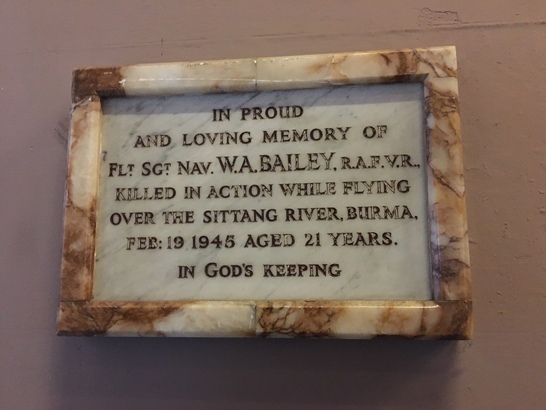 IN PROUD
AND LOVING MEMORY OF
FLT SGT NAV. W.A. BAILEY, R.A.F.V.R.,
KILLED IN ACTION WHILE FLYING
OVER THE SITTANG RIVER, BURMA,
FEB: 19 1945 AGED 21 YEARS.
IN GOD'S KEEPING